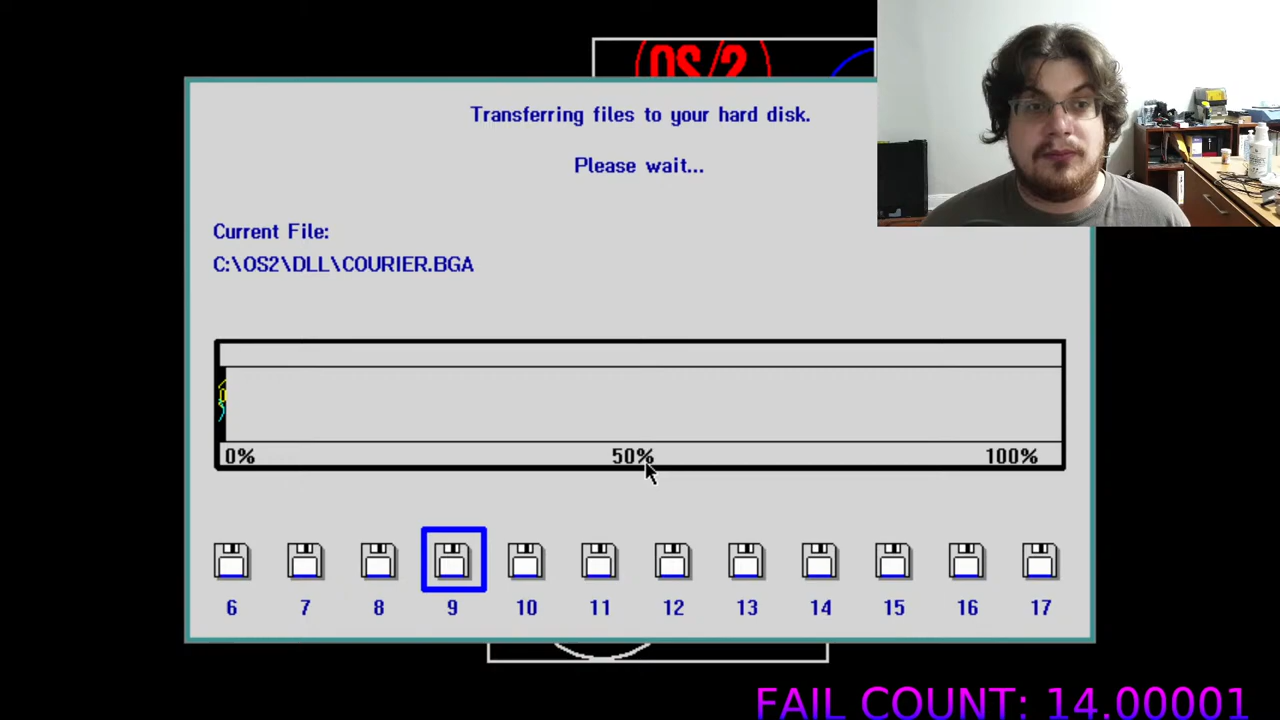 OS/2
Transferring files to your hard disk.
Please wait...
Current File:
C:\OS2\DLL\COURIER.BGA
0% 50% 100%
6 7 8 9 10 11 12 13 14 15 16 17
FAIL COUNT: 14.00001